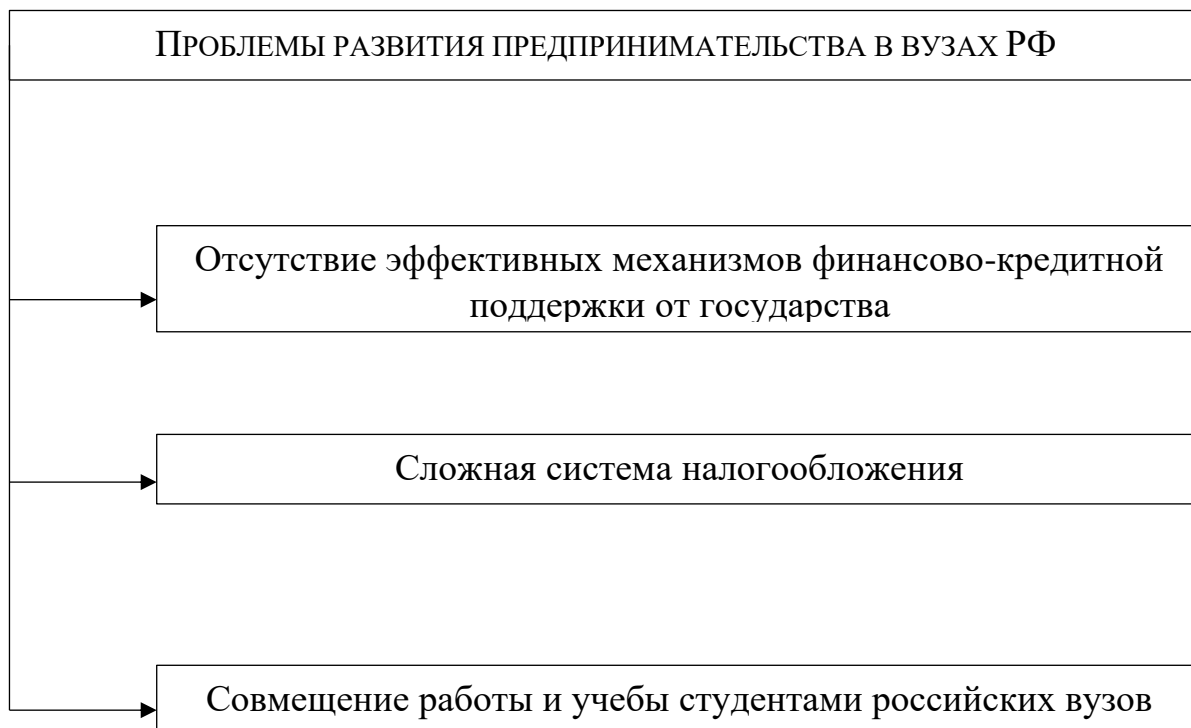 ПРОБЛЕМЫ РАЗВИТИЯ ПРЕДПРИНИМАТЕЛЬСТВА В ВУЗАХ РФ
Отсутствие эффективных механизмов финансово-кредитной
поддержки от государства
Сложная система налогообложения
Совмещение работы и учебы студентами российских вузов